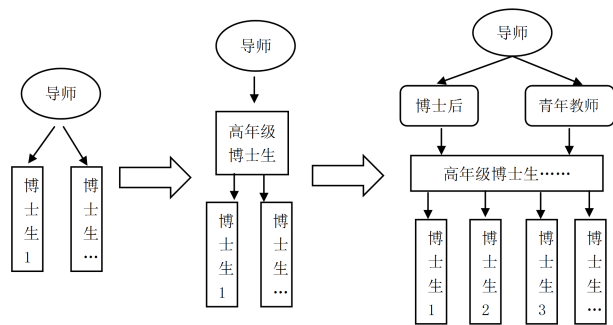 导师
博士生1
博士生…
导师
高年级
博士生
博士生1
博士生…
导师
博士后
青年教师
高年级博士生……
博士生1
博士生2
博士生3
博士生…